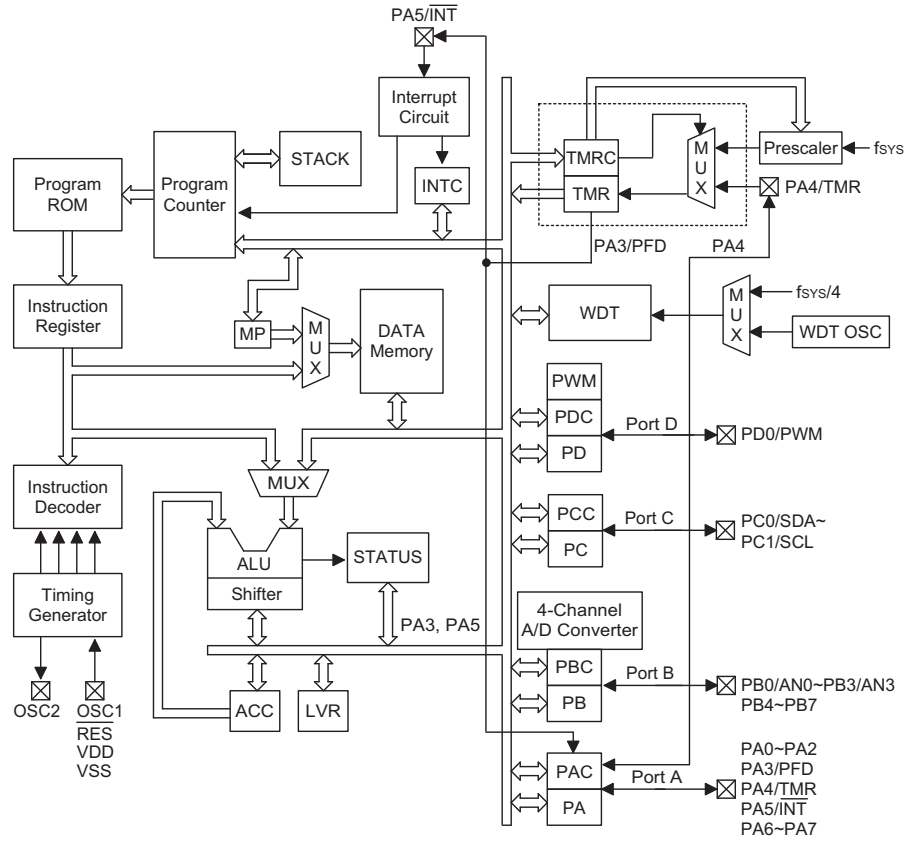 PA5/INT
Interrupt
Circuit
STACK
INTC
Program
ROM
Program
Counter
Instruction
Register
MP
MUX
DATA
Memory
Instruction
Decoder
MUX
ALU
Shifter
STATUS
Timing
Generator
PA3, PA5
OSC2
OSC1
RES
VDD
VSS
ACC
LVR
TMRC
TMR
MUX
Prescaler
fSYS
PA4/TMR
PA3/PFD
PA4
WDT
MUX
fSYS/4
WDT OSC
PWM
PDC
PD
Port D
PD0/PWM
PCC
PC
Port C
PC0/SDA~
PC1/SCL
4-Channel
A/D Converter
PBC
PB
Port B
PB0/AN0~PB3/AN3
PB4~PB7
PAC
PA
Port A
PA0~PA2
PA3/PFD
PA4/TMR
PA5/INT
PA6~PA7